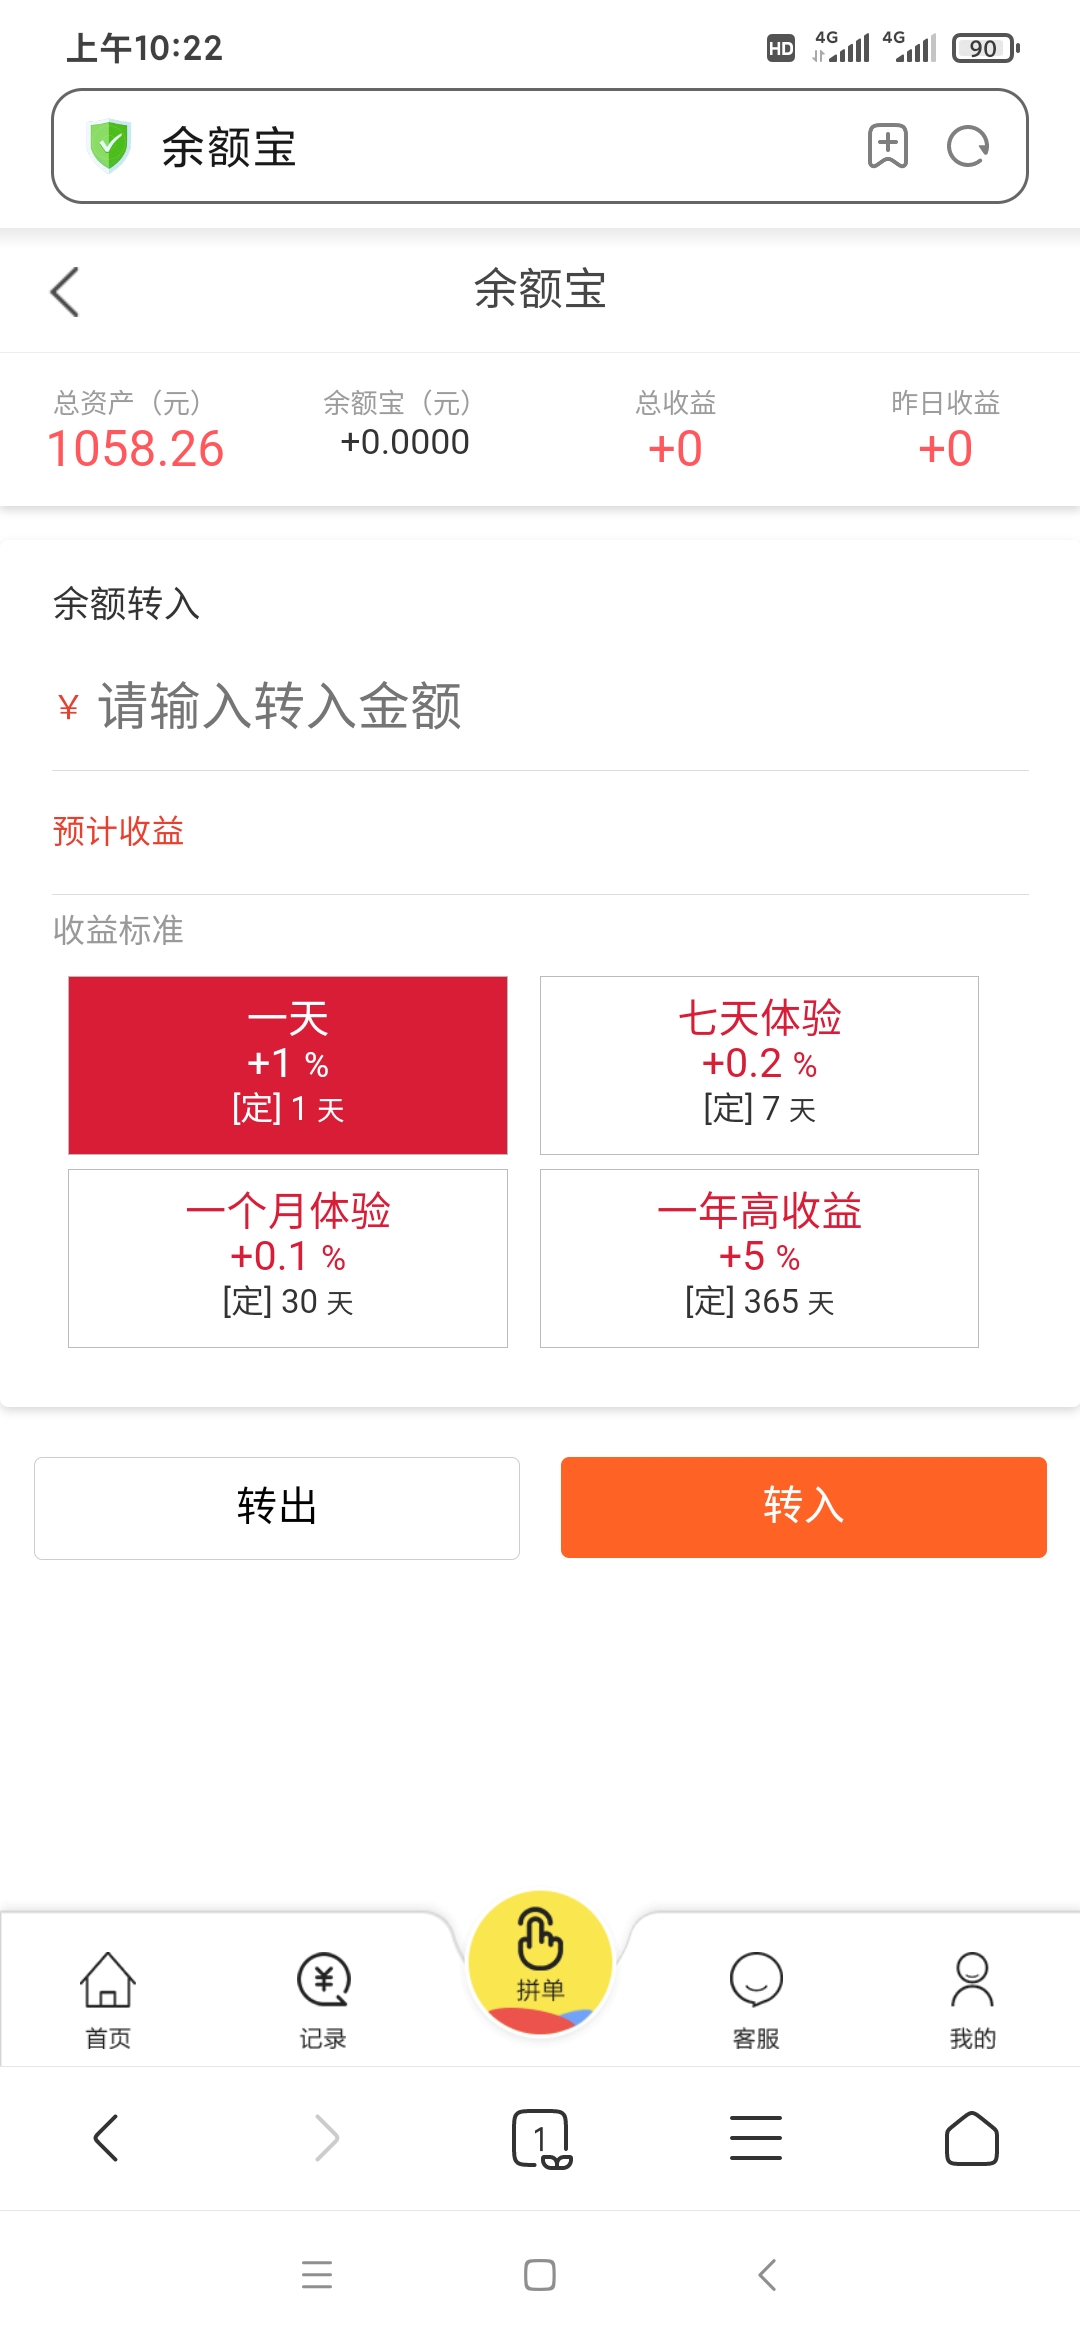 上午10:22
HD 4G 4G 90
余额宝
余额宝
总资产（元） 余额宝（元） 总收益 昨日收益
1058.26 +0.0000 +0 +0
余额转入
¥ 请输入转入金额
预计收益
收益标准
一天
+1 %
[定] 1 天
七天体验
+0.2 %
[定] 7 天
一个月体验
+0.1 %
[定] 30 天
一年高收益
+5 %
[定] 365 天
转出 转入
首页 记录 拼单 客服 我的
1